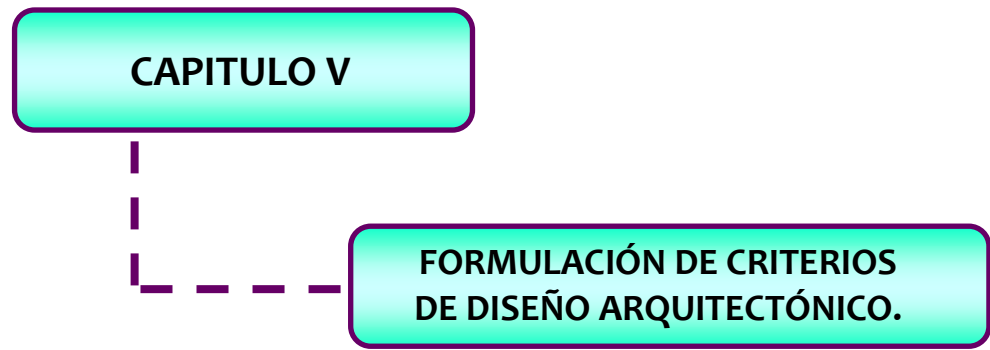 CAPITULO V
FORMULACIÓN DE CRITERIOS
DE DISEÑO ARQUITECTÓNICO.